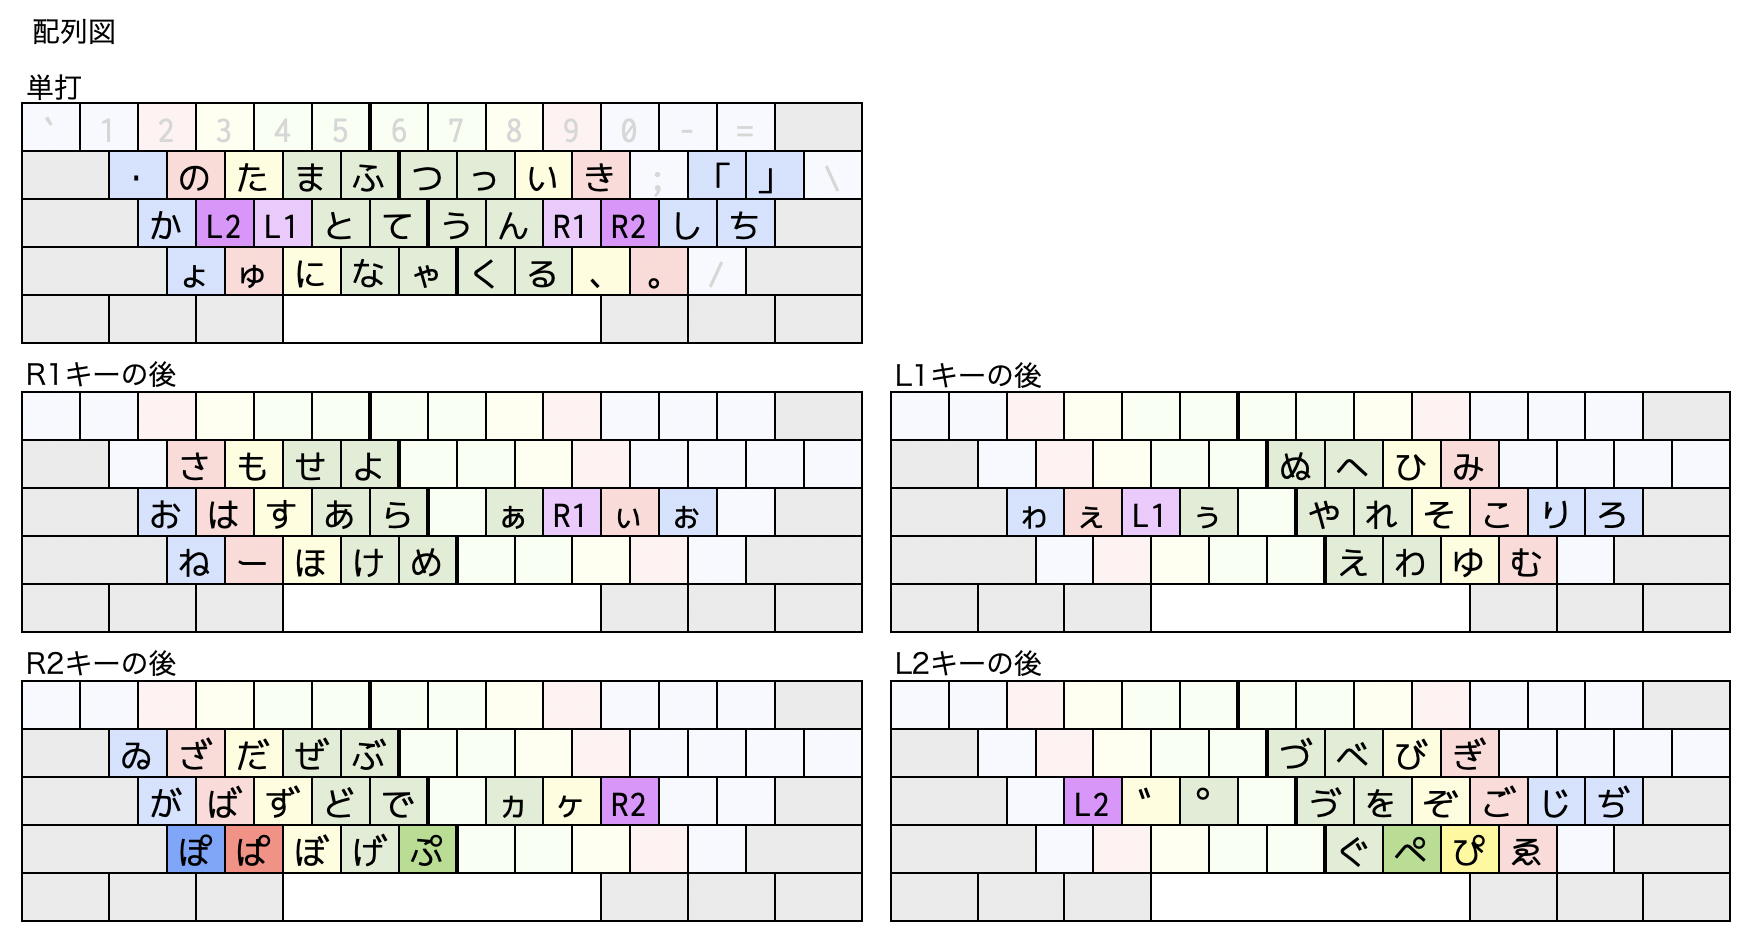 配列図
単打
` 1 2 3 4 5 6 7 8 9 0 - =
・ の た ま ふ つ っ い き ; 「 」 \
か L2 L1 と て う ん R1 R2 し ち
ょ ゅ に な ゃ く る 、 。 /
R1キーの後
さ も せ よ
お は す あ ら ぁ R1 ぃ ぉ
ね ー ほ け め
L1キーの後
ぬ へ ひ み
ゎ ぇ L1 ぅ や れ そ こ り ろ
え わ ゆ む
R2キーの後
ゐ ざ だ ぜ ぶ
が ば ず ど で ヵ ヶ R2
ぽ ぱ ぼ げ ぷ
L2キーの後
づ べ び ぎ
L2 ゛ ゜ ゔ を ぞ ご じ ぢ
ぐ ぺ ぴ ゑ